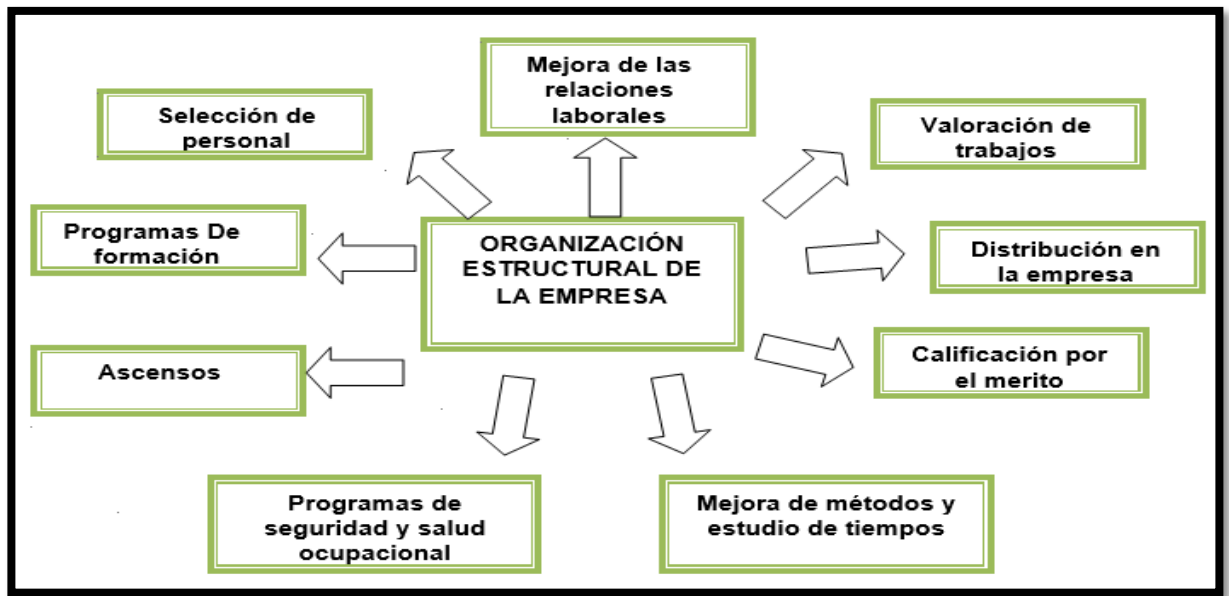 Mejora de las
relaciones
laborales
Selección de
personal
Valoración de
trabajos
Programas De
formación
ORGANIZACIÓN
ESTRUCTURAL DE
LA EMPRESA
Distribución en
la empresa
Ascensos
Calificación por
el merito
Programas de
seguridad y salud
ocupacional
Mejora de métodos y
estudio de tiempos